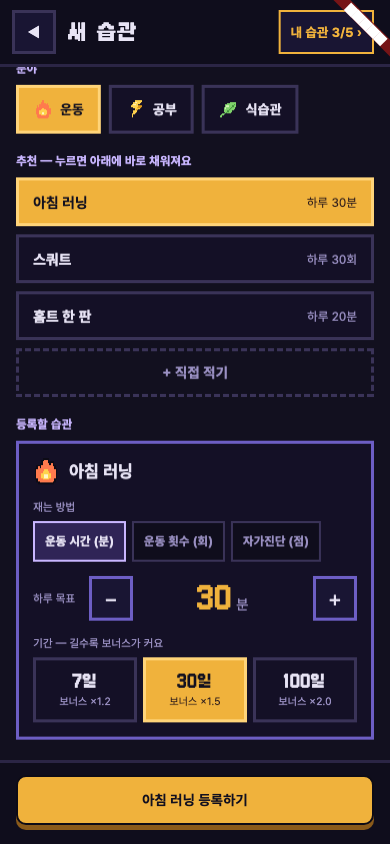 새 습관
내 습관 3/5 ›
분야
운동
공부
식습관
추천 — 누르면 아래에 바로 채워져요
아침 러닝
하루 30분
스쿼트
하루 30회
홈트 한 판
하루 20분
+ 직접 적기
등록할 습관
아침 러닝
재는 방법
운동 시간 (분)
운동 횟수 (회)
자가진단 (점)
하루 목표
−
30 분
+
기간 — 길수록 보너스가 커요
7일
보너스 ×1.2
30일
보너스 ×1.5
100일
보너스 ×2.0
아침 러닝 등록하기